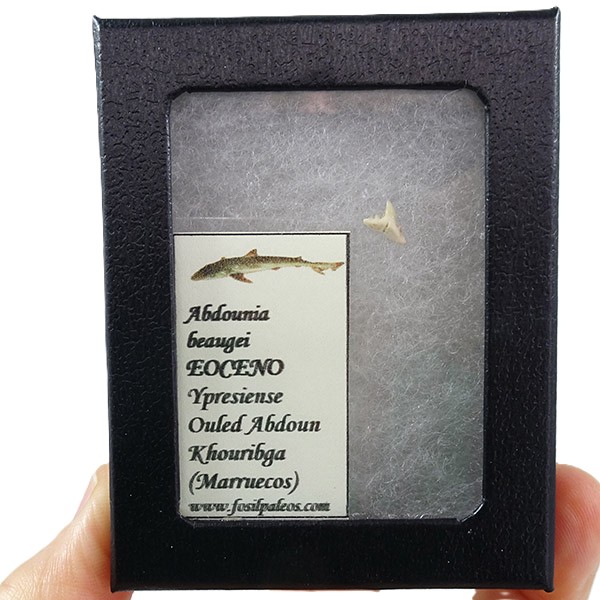 Abdounia
beaugei
EOCENO
Ypresiense
Ouled Abdoun
Khouribga
(Marruecos)
www.fosilpaleos.com